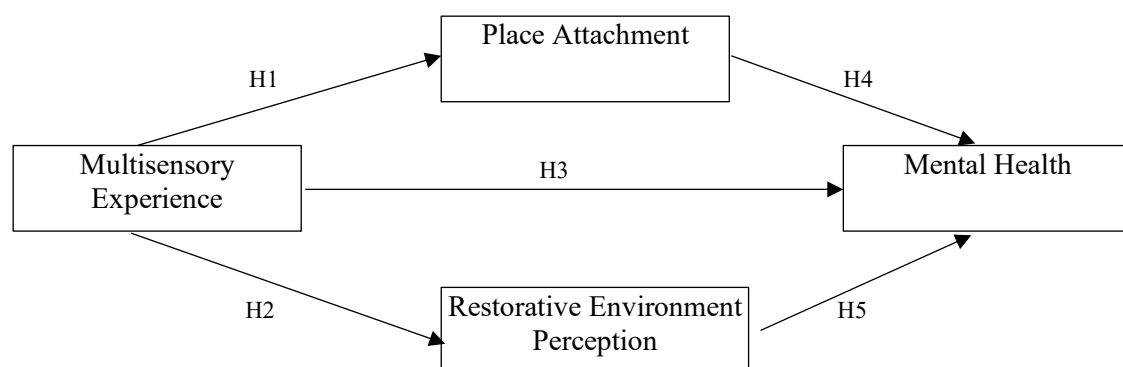 Place Attachment
H1
H4
Multisensory
Experience
H3
Mental Health
H2
Restorative Environment
Perception
H5